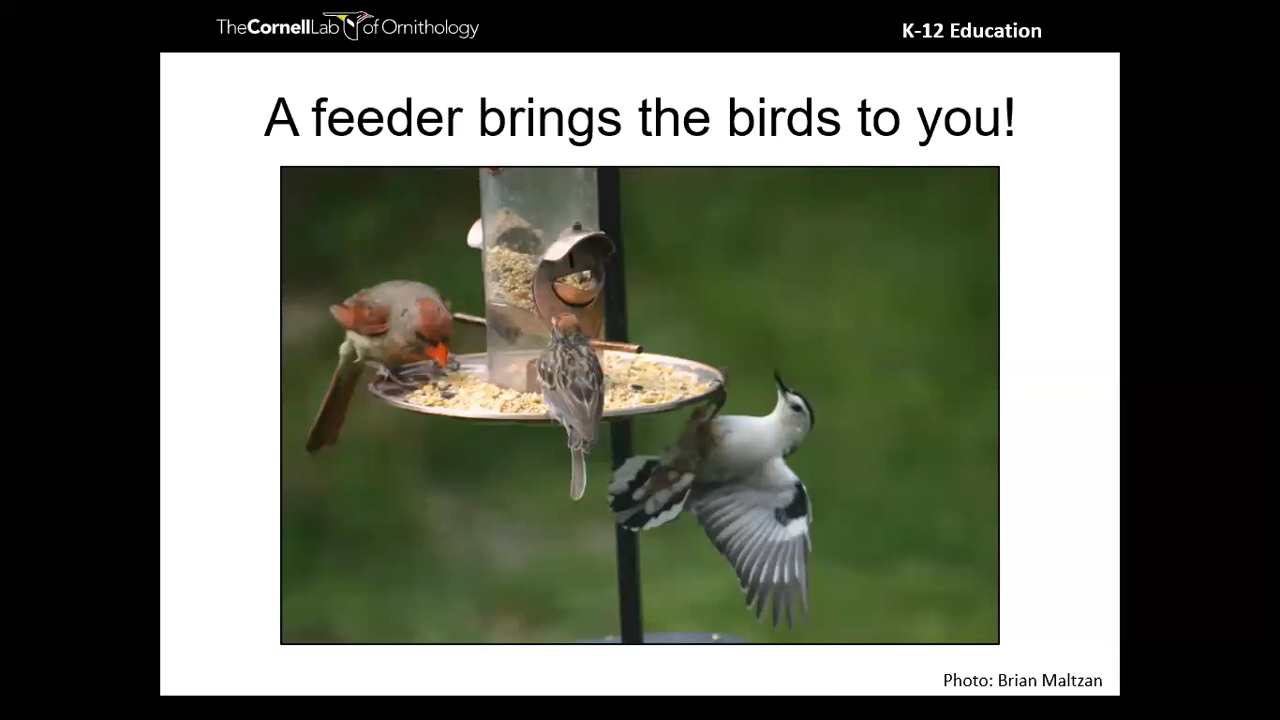 TheCornellLab of Ornithology
K-12 Education
A feeder brings the birds to you!
Photo: Brian Maltzan